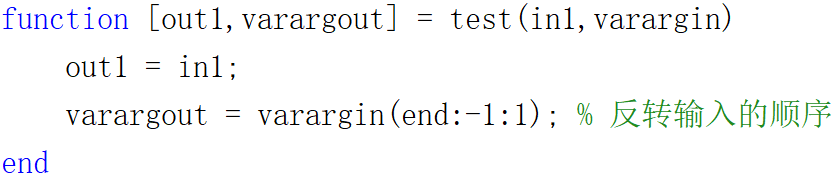 function [out1,varargout] = test(in1,varargin)
    out1 = in1;
    varargout = varargin(end:-1:1); % 反转输入的顺序
end